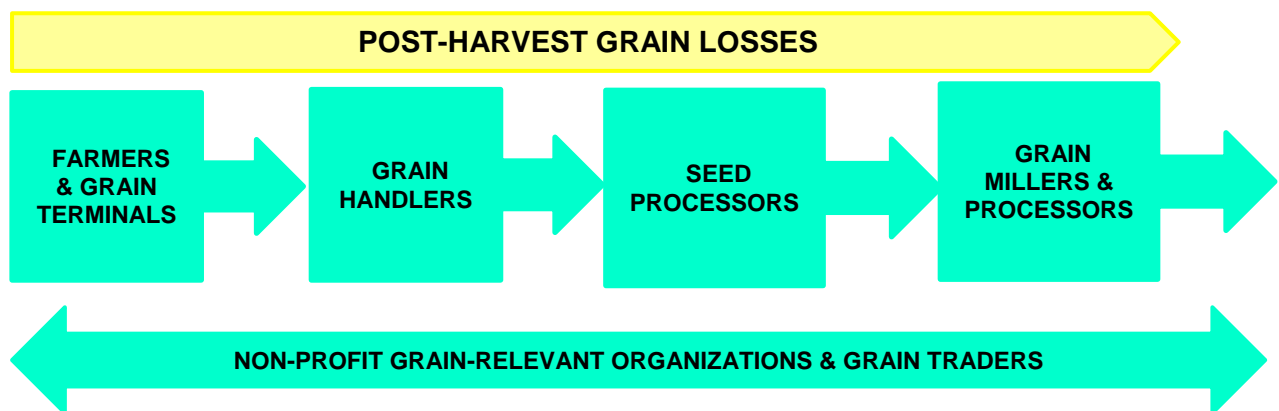 POST-HARVEST GRAIN LOSSES
FARMERS
& GRAIN
TERMINALS
GRAIN
HANDLERS
SEED
PROCESSORS
GRAIN
MILLERS &
PROCESSORS
NON-PROFIT GRAIN-RELEVANT ORGANIZATIONS & GRAIN TRADERS